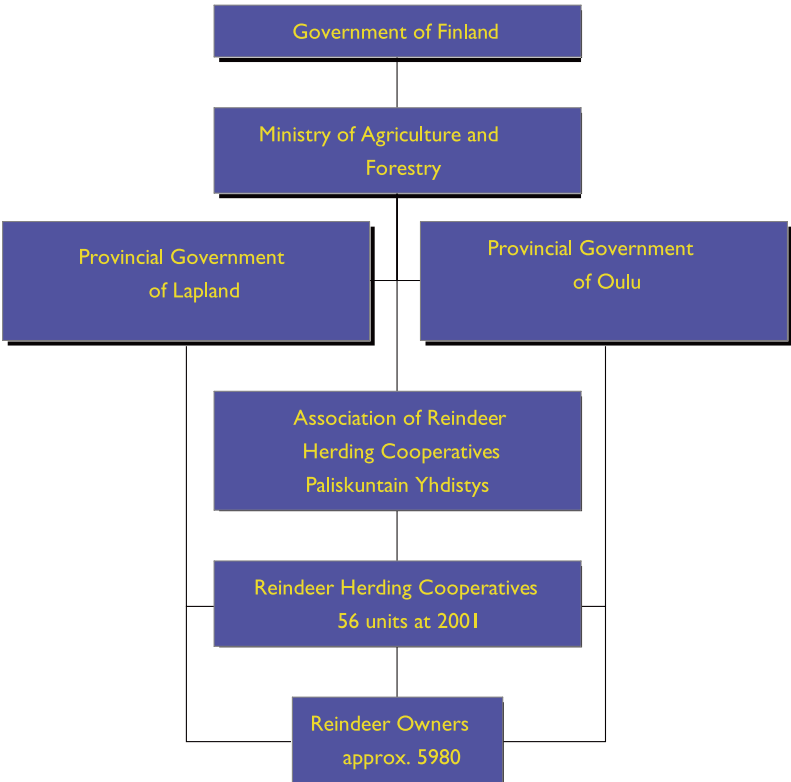 Government of Finland
Ministry of Agriculture and
Forestry
Provincial Government
of Lapland
Provincial Government
of Oulu
Association of Reindeer
Herding Cooperatives
Paliskuntain Yhdistys
Reindeer Herding Cooperatives
56 units at 2001
Reindeer Owners
approx. 5980